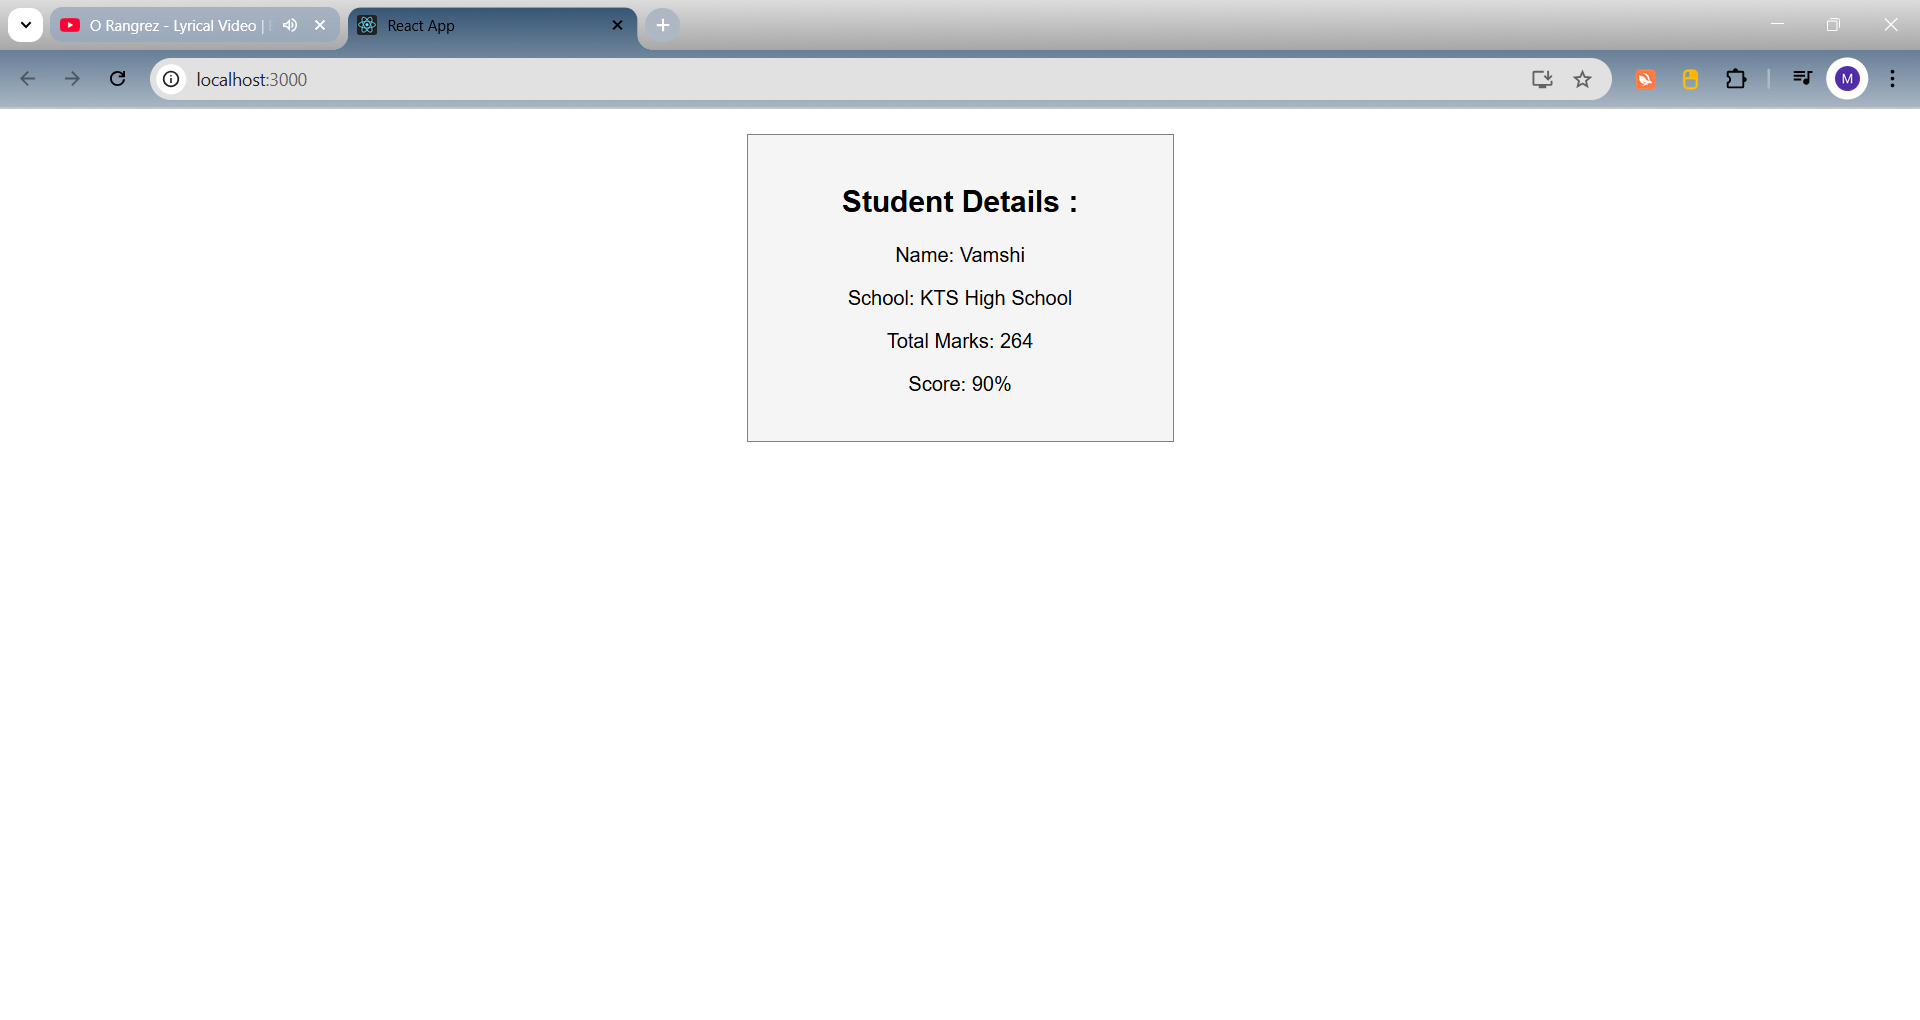 O Rangrez - Lyrical Video |
React App
localhost:3000
M
Student Details :
Name: Vamshi
School: KTS High School
Total Marks: 264
Score: 90%